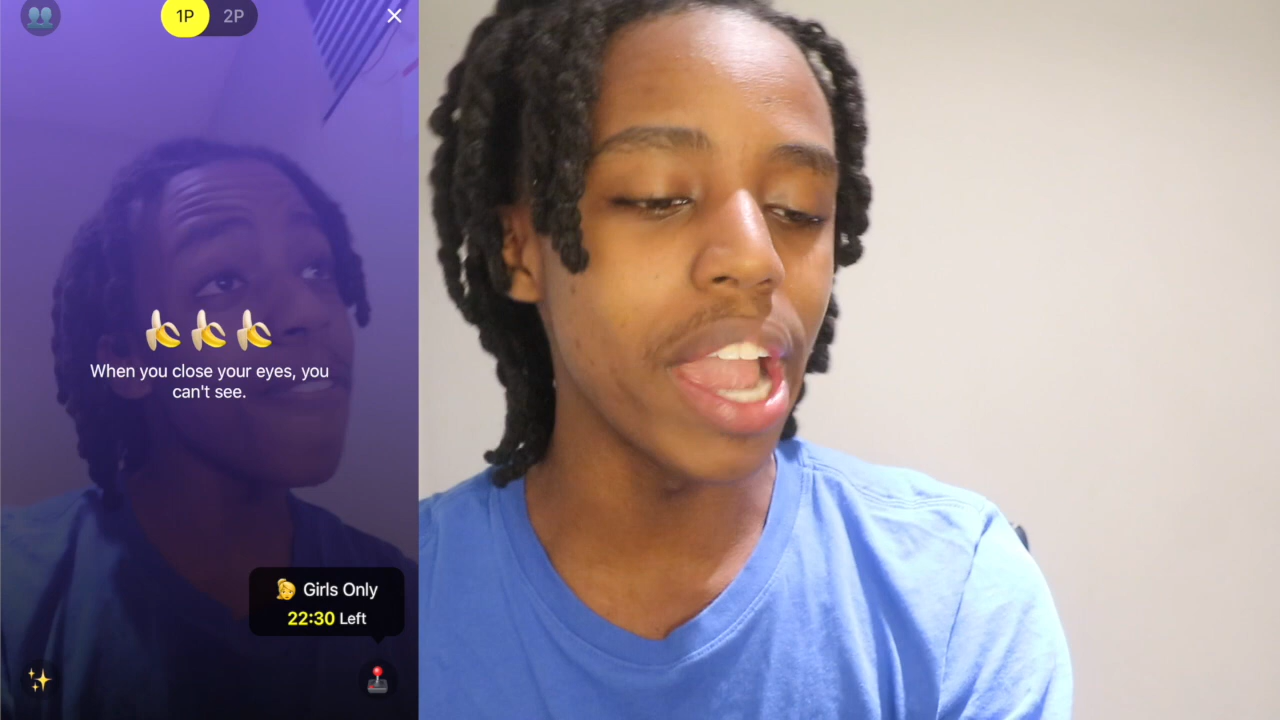 1P 2P
🍌🍌🍌
When you close your eyes, you
can't see.
👱‍♀️ Girls Only
22:30 Left